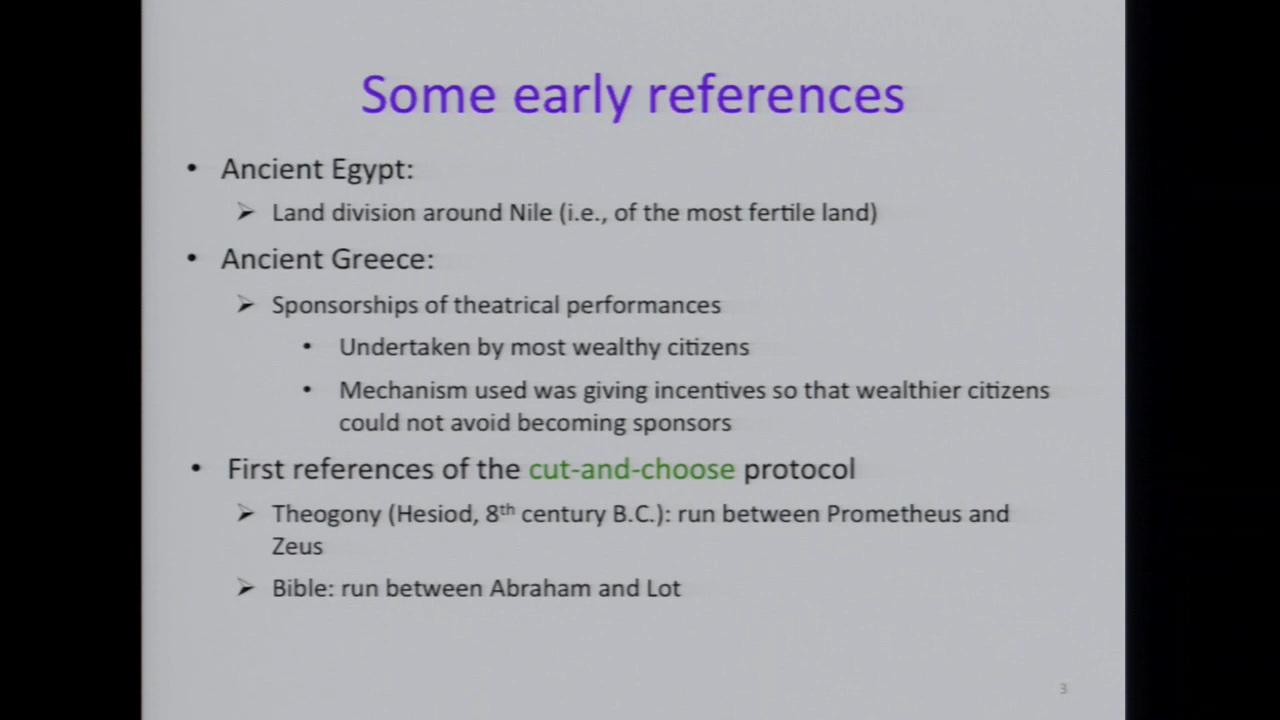 Some early references
• Ancient Egypt:
➢ Land division around Nile (i.e., of the most fertile land)
• Ancient Greece:
➢ Sponsorships of theatrical performances
• Undertaken by most wealthy citizens
• Mechanism used was giving incentives so that wealthier citizens
could not avoid becoming sponsors
• First references of the cut-and-choose protocol
➢ Theogony (Hesiod, 8th century B.C.): run between Prometheus and
Zeus
➢ Bible: run between Abraham and Lot
3